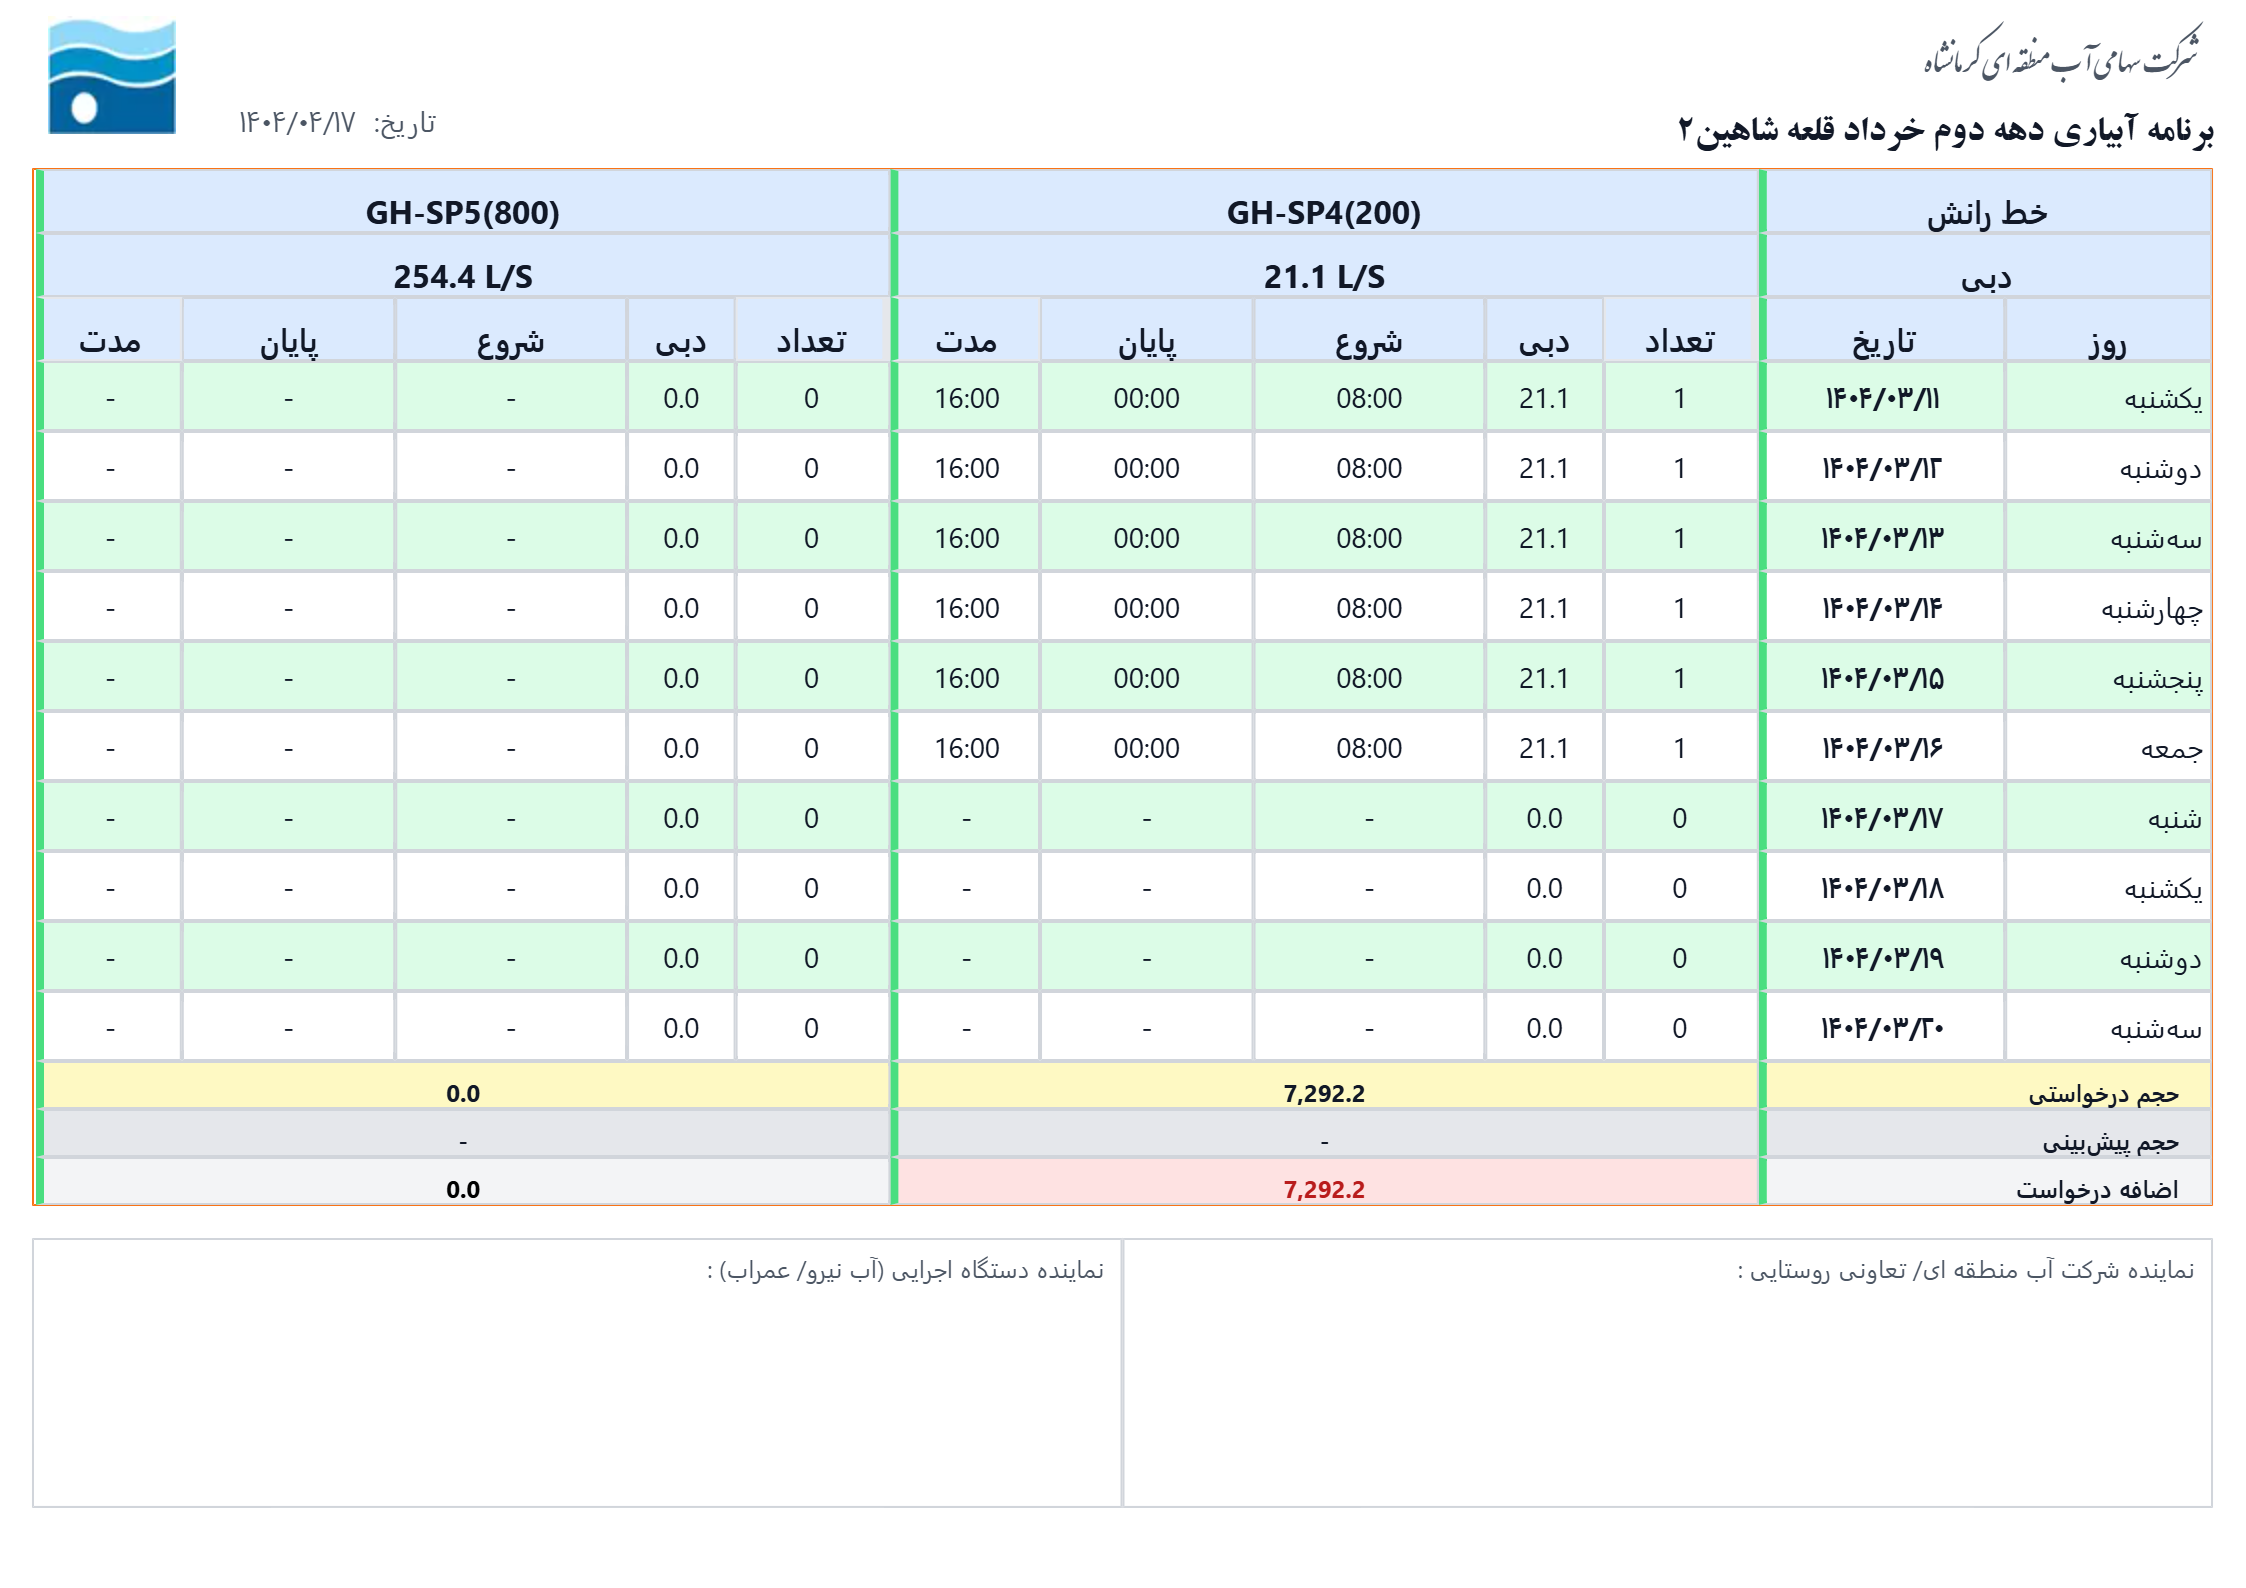 شرکت سهامی آب منطقه ای کرمانشاه
برنامه آبیاری دهه دوم خرداد قلعه شاهین ۲
تاریخ: ۱۴۰۴/۰۴/۱۷
خط رانش GH-SP4(200) GH-SP5(800)
دبی 21.1 L/S 254.4 L/S
روز تاریخ تعداد دبی شروع پایان مدت تعداد دبی شروع پایان مدت
یکشنبه ۱۴۰۴/۰۳/۱۱ 1 21.1 08:00 00:00 16:00 0 0.0 - - -
دوشنبه ۱۴۰۴/۰۳/۱۲ 1 21.1 08:00 00:00 16:00 0 0.0 - - -
سه‌شنبه ۱۴۰۴/۰۳/۱۳ 1 21.1 08:00 00:00 16:00 0 0.0 - - -
چهارشنبه ۱۴۰۴/۰۳/۱۴ 1 21.1 08:00 00:00 16:00 0 0.0 - - -
پنجشنبه ۱۴۰۴/۰۳/۱۵ 1 21.1 08:00 00:00 16:00 0 0.0 - - -
جمعه ۱۴۰۴/۰۳/۱۶ 1 21.1 08:00 00:00 16:00 0 0.0 - - -
شنبه ۱۴۰۴/۰۳/۱۷ 0 0.0 - - - 0 0.0 - - -
یکشنبه ۱۴۰۴/۰۳/۱۸ 0 0.0 - - - 0 0.0 - - -
دوشنبه ۱۴۰۴/۰۳/۱۹ 0 0.0 - - - 0 0.0 - - -
سه‌شنبه ۱۴۰۴/۰۳/۲۰ 0 0.0 - - - 0 0.0 - - -
حجم درخواستی 7,292.2 0.0
حجم پیش‌بینی - -
اضافه درخواست 7,292.2 0.0
نماینده شرکت آب منطقه ای/ تعاونی روستایی :
نماینده دستگاه اجرایی (آب نیرو/ عمراب) :